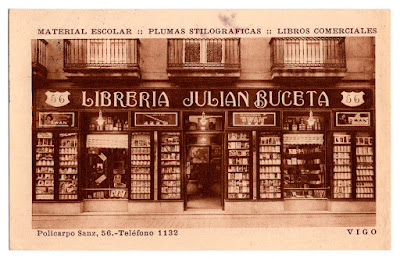 MATERIAL ESCOLAR :: PLUMAS STILOGRAFICAS :: LIBROS COMERCIALES
56 LIBRERIA JULIAN BUCETA 56
Policarpo Sanz, 56.-Teléfono 1132 VIGO